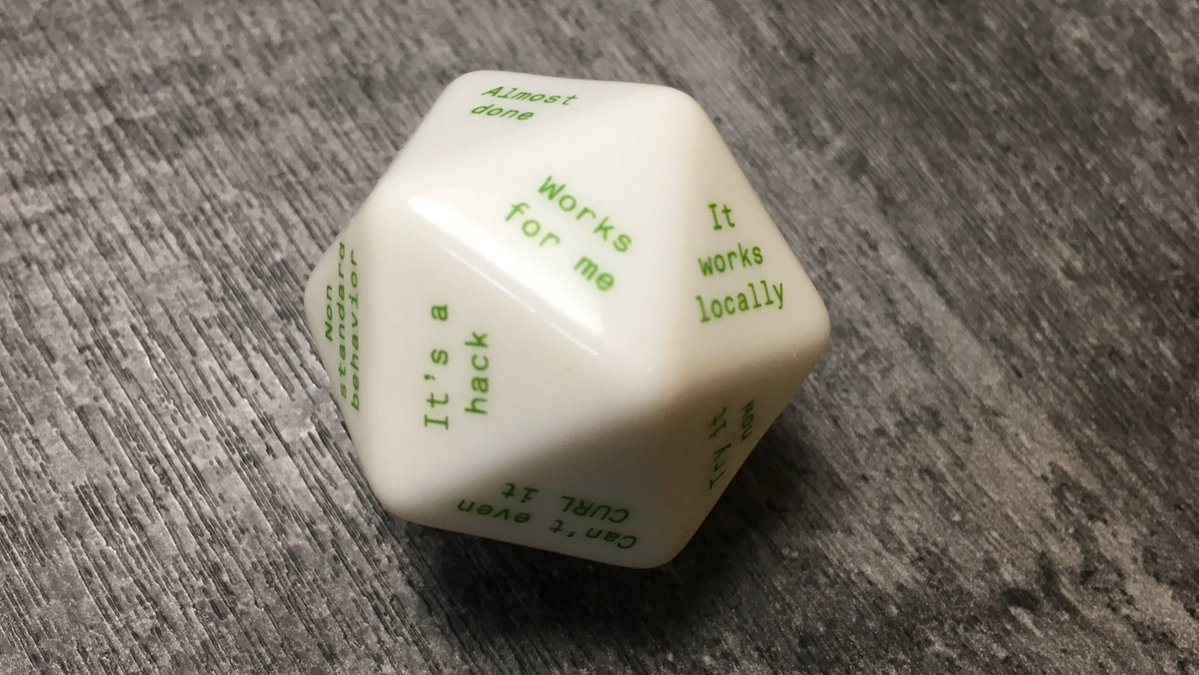 Almost
done
Works
for me
It
works
locally
Non
standard
behavior
It's a
hack
Try it
now
Can't even
CURL it